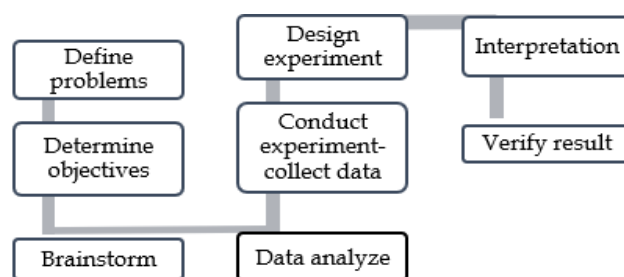 Define
problems
Determine
objectives
Brainstorm
Design
experiment
Conduct
experiment-
collect data
Data analyze
Interpretation
Verify result